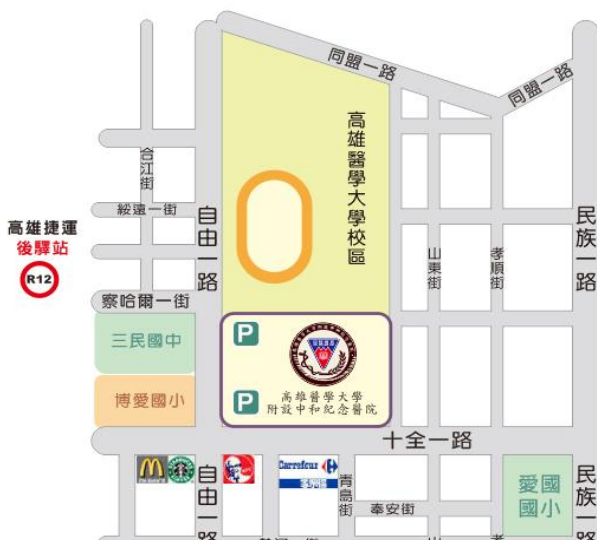 同盟一路
同盟一路
高雄醫學大學校區
合江街
綏遠一街
自由一路
民族一路
高雄捷運
後驛站
R12
山東街
孝順街
察哈爾一街
三民國中
P
博愛國小
P
高雄醫學大學
附設中和紀念醫院
十全一路
Carrefour
家樂福
KFC
自由一路
青島街
奉安街
愛國
國小
民族一路